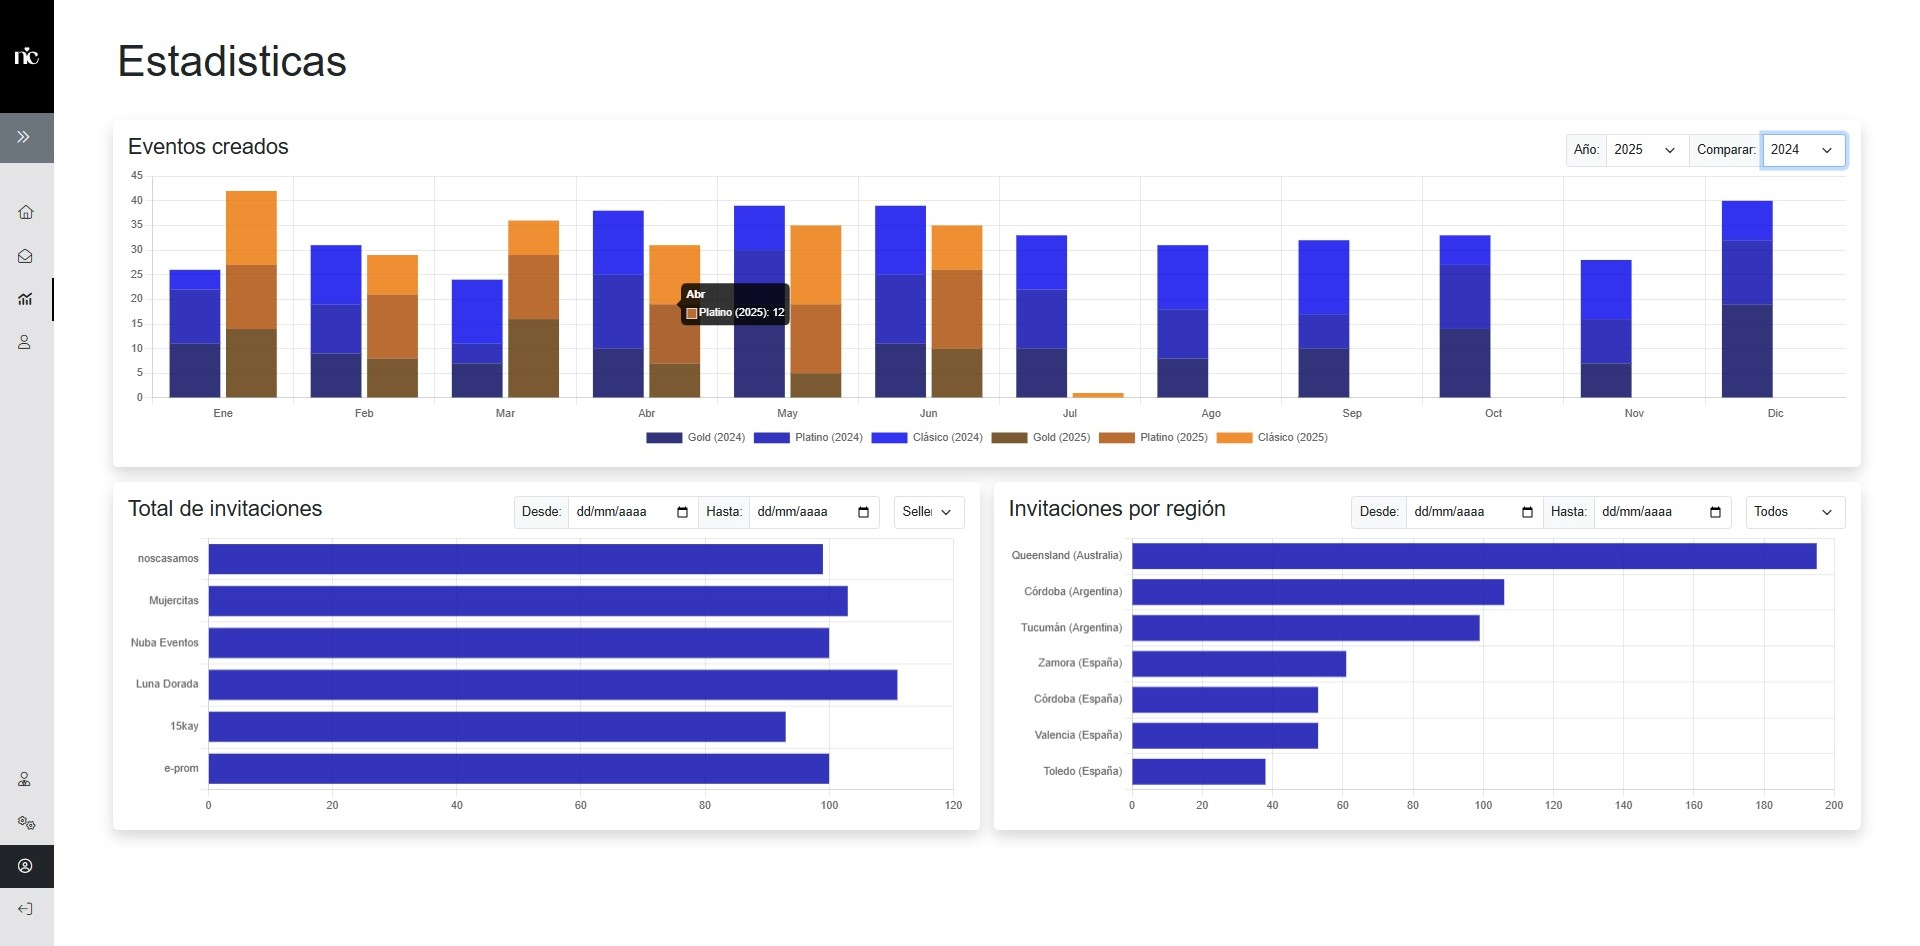 nc
Estadisticas
Eventos creados
Año: 2025 Comparar: 2024
45
40
35
30
25
20
15
10
5
0
Abr
Platino (2025): 12
Ene Feb Mar Abr May Jun Jul Ago Sep Oct Nov Dic
Gold (2024) Platino (2024) Clásico (2024) Gold (2025) Platino (2025) Clásico (2025)
Total de invitaciones
Desde: dd/mm/aaaa Hasta: dd/mm/aaaa Seller
noscasamos
Mujercitas
Nuba Eventos
Luna Dorada
15kay
e-prom
0 20 40 60 80 100 120
Invitaciones por región
Desde: dd/mm/aaaa Hasta: dd/mm/aaaa Todos
Queensland (Australia)
Córdoba (Argentina)
Tucumán (Argentina)
Zamora (España)
Córdoba (España)
Valencia (España)
Toledo (España)
0 20 40 60 80 100 120 140 160 180 200